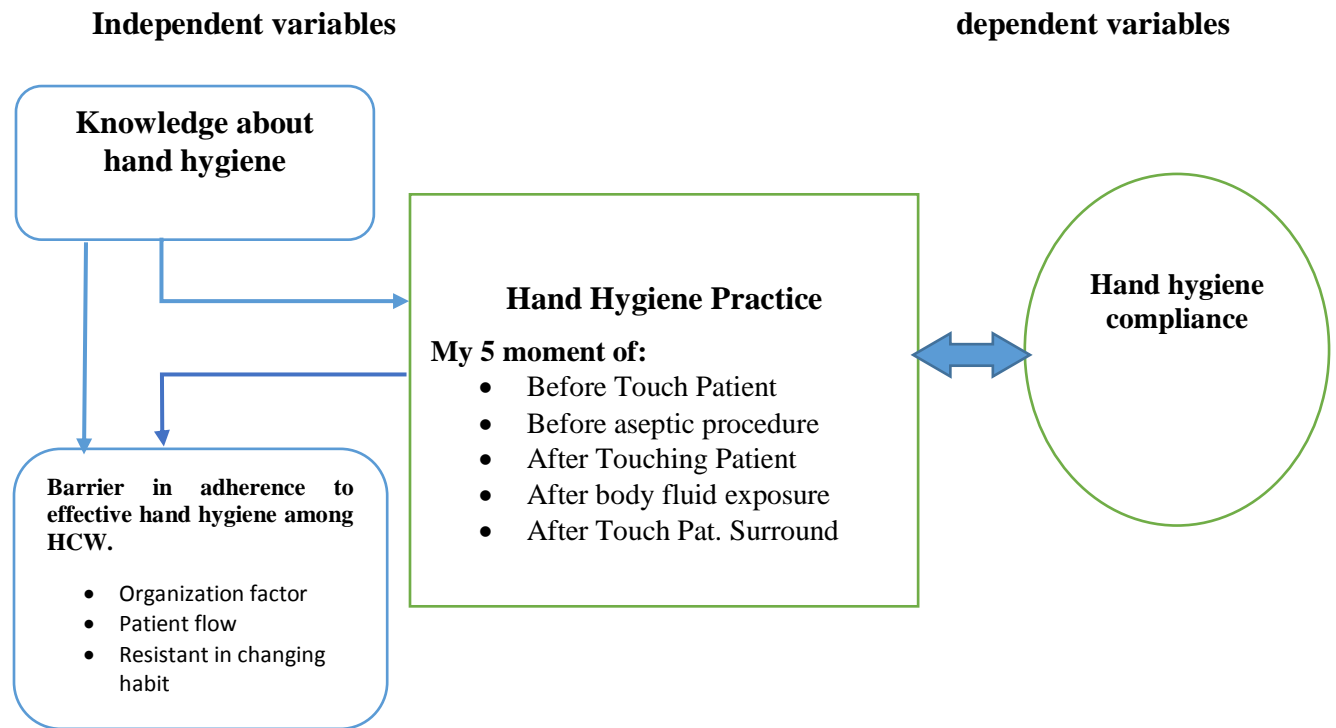 Independent variables
dependent variables
Knowledge about
hand hygiene
Hand Hygiene Practice
My 5 moment of:
• Before Touch Patient
• Before aseptic procedure
• After Touching Patient
• After body fluid exposure
• After Touch Pat. Surround
Hand hygiene
compliance
Barrier in adherence to
effective hand hygiene among
HCW.
• Organization factor
• Patient flow
• Resistant in changing
habit